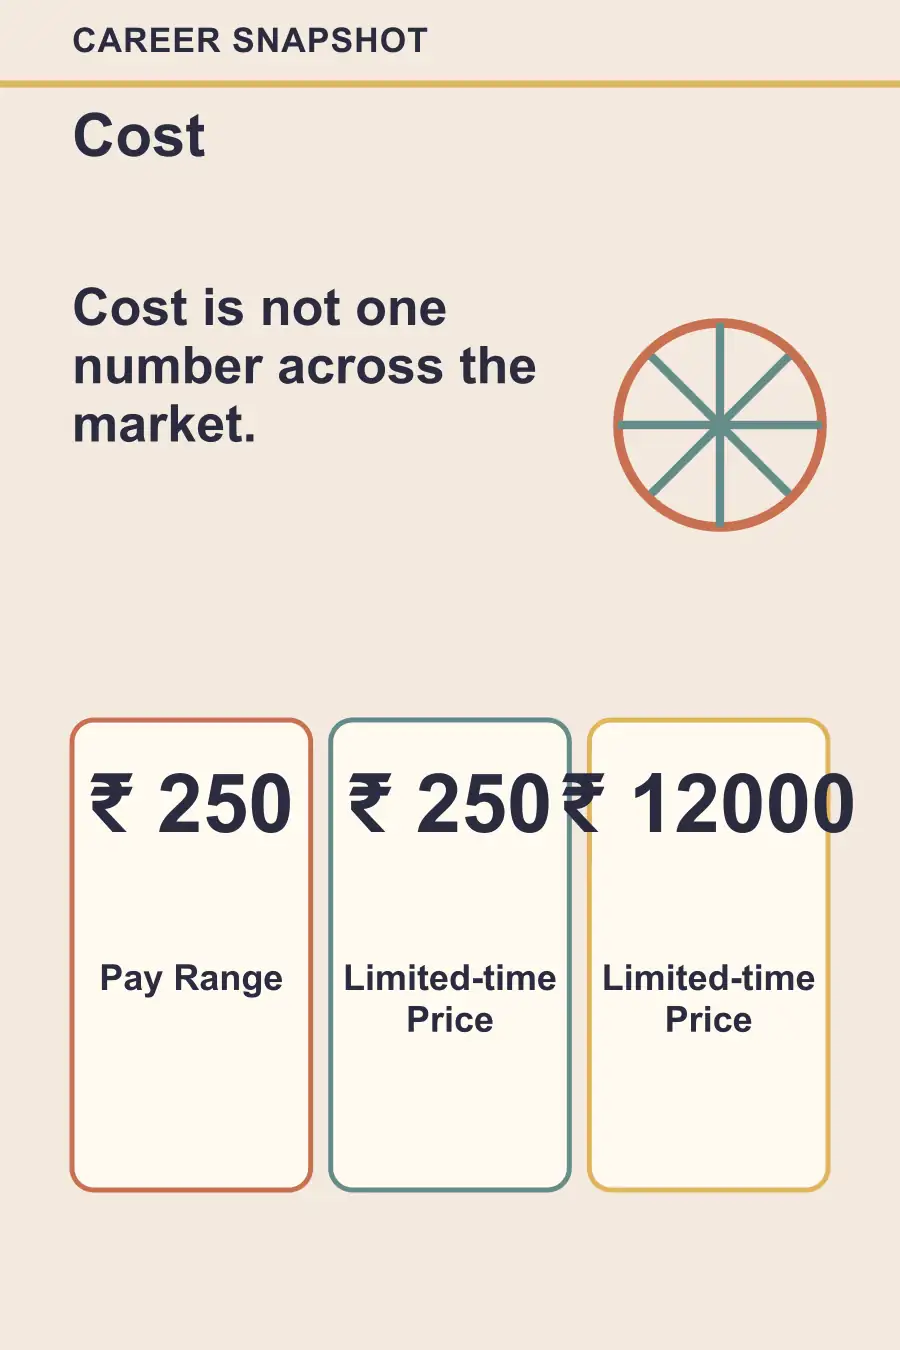 CAREER SNAPSHOT
Cost
Cost is not one
number across the
market.
₹ 250
Pay Range
₹ 250
Limited-time
Price
₹ 12000
Limited-time
Price